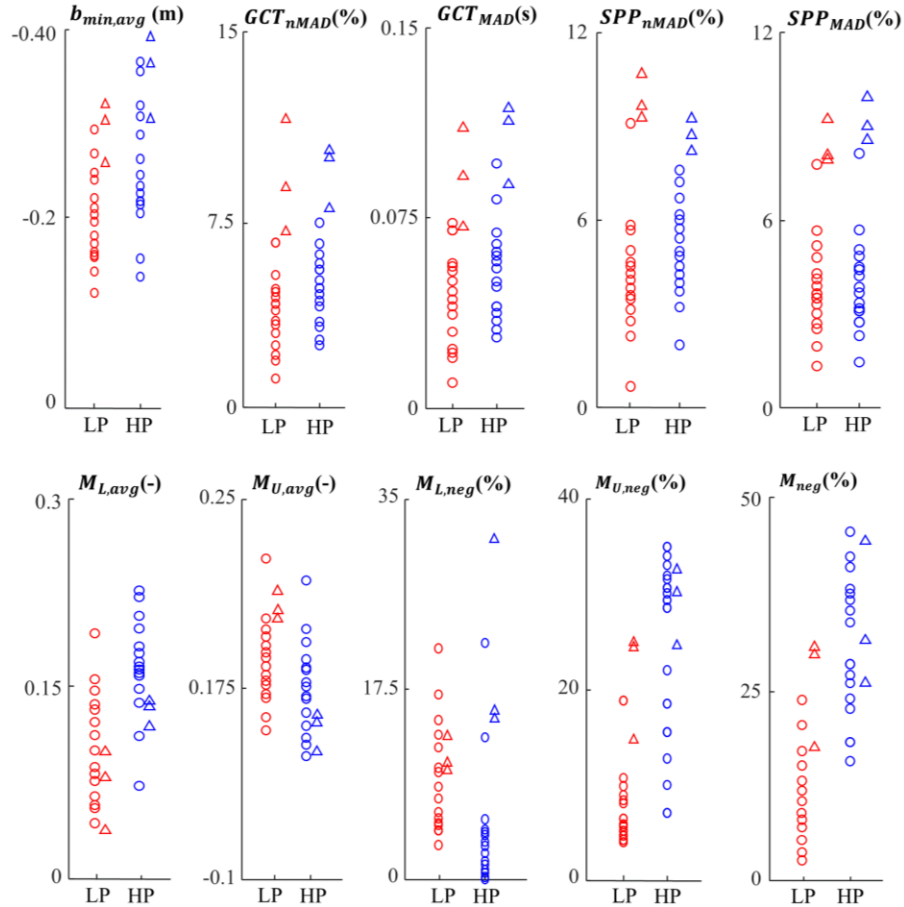 b_min,avg (m) GCT_nMAD(%) GCT_MAD(s) SPP_nMAD(%) SPP_MAD(%)
-0.40 15 0.15 12 12
-0.2 7.5 0.075 6 6
0 0 0 0 0
LP HP LP HP LP HP LP HP LP HP
M_L,avg(-) M_U,avg(-) M_L,neg(%) M_U,neg(%) M_neg(%)
0.3 0.25 35 40 50
0.15 0.175 17.5 20 25
0 -0.1 0 0 0
LP HP LP HP LP HP LP HP LP HP